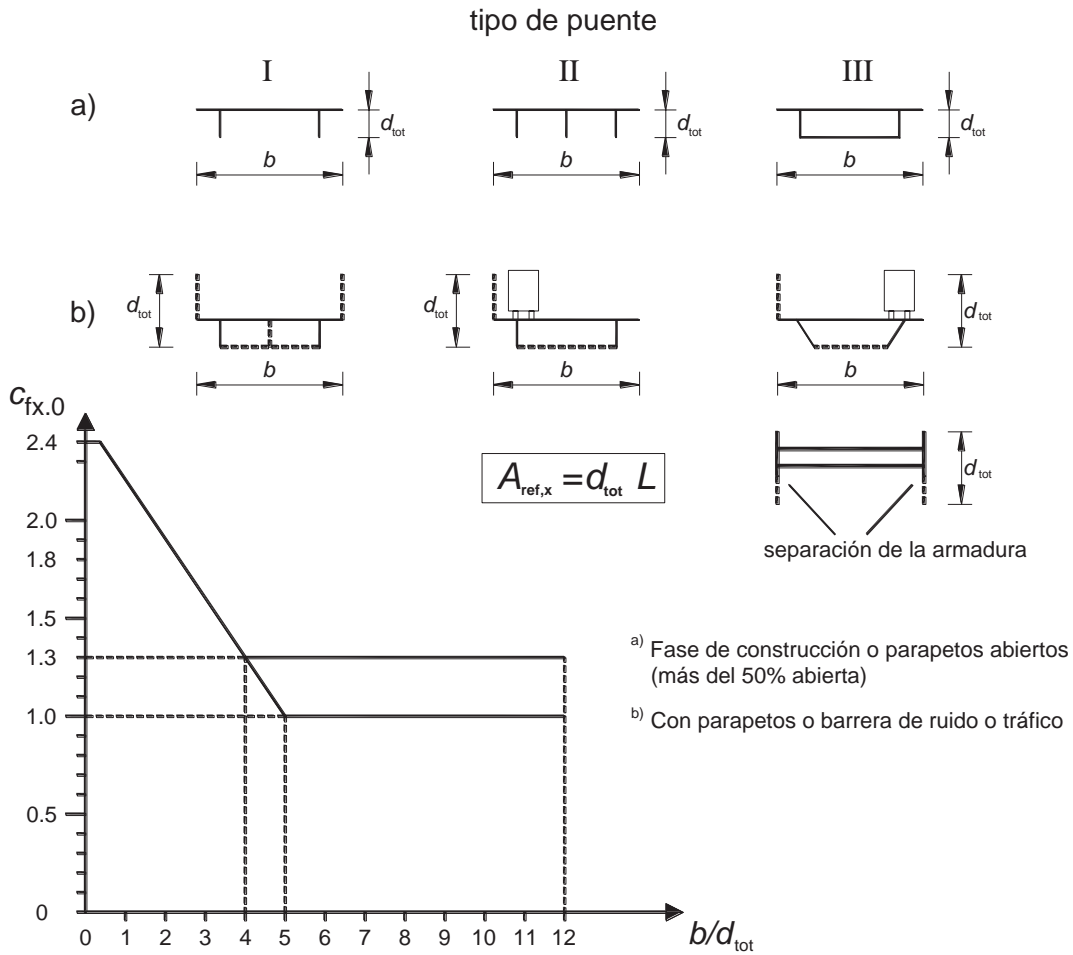 tipo de puente
I II III
a)
d_tot d_tot d_tot
b b b
b)
d_tot d_tot d_tot
b b b
c_fx.0
2.4
2.0
1.8
1.5
1.3
1.0
0.5
0
A_ref,x = d_tot L
d_tot
separación de la armadura
a) Fase de construcción o parapetos abiertos
(más del 50% abierta)
b) Con parapetos o barrera de ruido o tráfico
0 1 2 3 4 5 6 7 8 9 10 11 12
b/d_tot